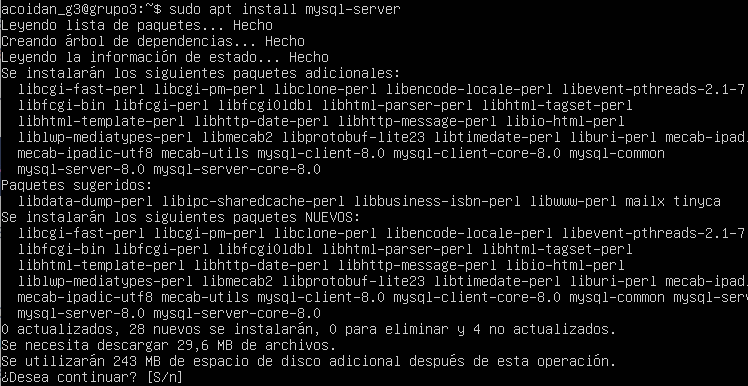 acoidan_g3@grupo3:~$ sudo apt install mysql-server
Leyendo lista de paquetes... Hecho
Creando árbol de dependencias... Hecho
Leyendo la información de estado... Hecho
Se instalarán los siguientes paquetes adicionales:
libcgi-fast-perl libcgi-pm-perl libclone-perl libencode-locale-perl libevent-pthreads-2.1-7
libfcgi-bin libfcgi-perl libfcgi0ldbl libhtml-parser-perl libhtml-tagset-perl
libhtml-template-perl libhttp-date-perl libhttp-message-perl libio-html-perl
liblwp-mediatypes-perl libmecab2 libprotobuf-lite23 libtimedate-perl liburi-perl mecab-ipad
mecab-ipadic-utf8 mecab-utils mysql-client-8.0 mysql-client-core-8.0 mysql-common
mysql-server-8.0 mysql-server-core-8.0
Paquetes sugeridos:
libdata-dump-perl libipc-sharedcache-perl libbusiness-isbn-perl libwww-perl mailx tinyca
Se instalarán los siguientes paquetes NUEVOS:
libcgi-fast-perl libcgi-pm-perl libclone-perl libencode-locale-perl libevent-pthreads-2.1-7
libfcgi-bin libfcgi-perl libfcgi0ldbl libhtml-parser-perl libhtml-tagset-perl
libhtml-template-perl libhttp-date-perl libhttp-message-perl libio-html-perl
liblwp-mediatypes-perl libmecab2 libprotobuf-lite23 libtimedate-perl liburi-perl mecab-ipad
mecab-ipadic-utf8 mecab-utils mysql-client-8.0 mysql-client-core-8.0 mysql-common mysql-ser
mysql-server-8.0 mysql-server-core-8.0
0 actualizados, 28 nuevos se instalarán, 0 para eliminar y 4 no actualizados.
Se necesita descargar 29,6 MB de archivos.
Se utilizarán 243 MB de espacio de disco adicional después de esta operación.
¿Desea continuar? [S/n]